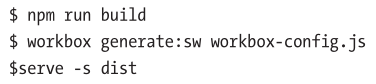 $ npm run build
$ workbox generate:sw workbox-config.js
$serve -s dist